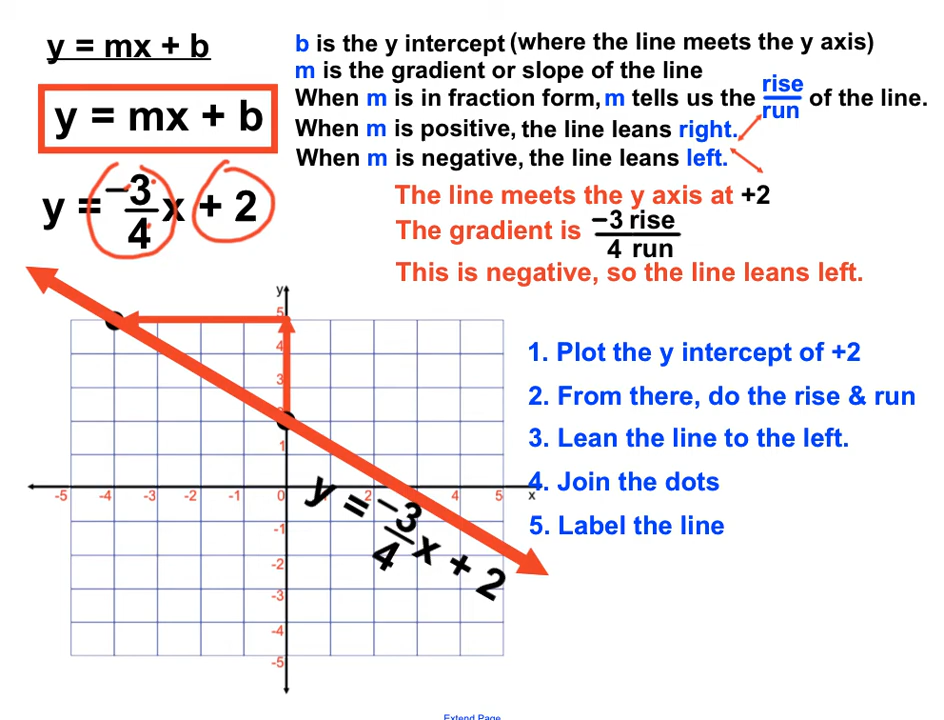 y = mx + b
y = mx + b
y = -3/4 x + 2
b is the y intercept (where the line meets the y axis)
m is the gradient or slope of the line
When m is in fraction form, m tells us the rise/run of the line.
When m is positive, the line leans right.
When m is negative, the line leans left.
The line meets the y axis at +2
The gradient is -3 rise / 4 run
This is negative, so the line leans left.
1. Plot the y intercept of +2
2. From there, do the rise & run
3. Lean the line to the left.
4. Join the dots
5. Label the line
y
5
4
3
1
-5 -4 -3 -2 -1 0 2 4 5 x
-1
-2
-3
-4
-5
y = -3/4 x + 2
Extend Page